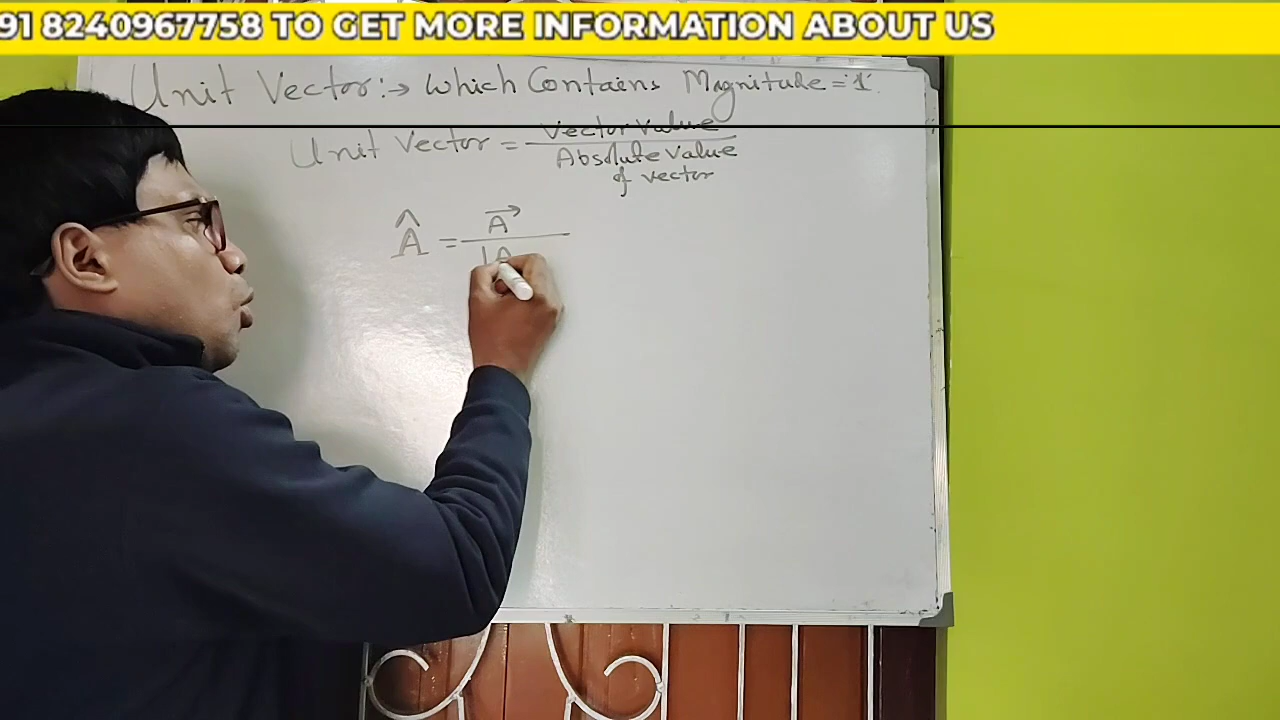 91 8240967758 TO GET MORE INFORMATION ABOUT US
Unit Vector:→ Which Contains Magnitude = 1.
Unit Vector = Vector Value
Absolute Value
of vector
Â = A⃗
|A